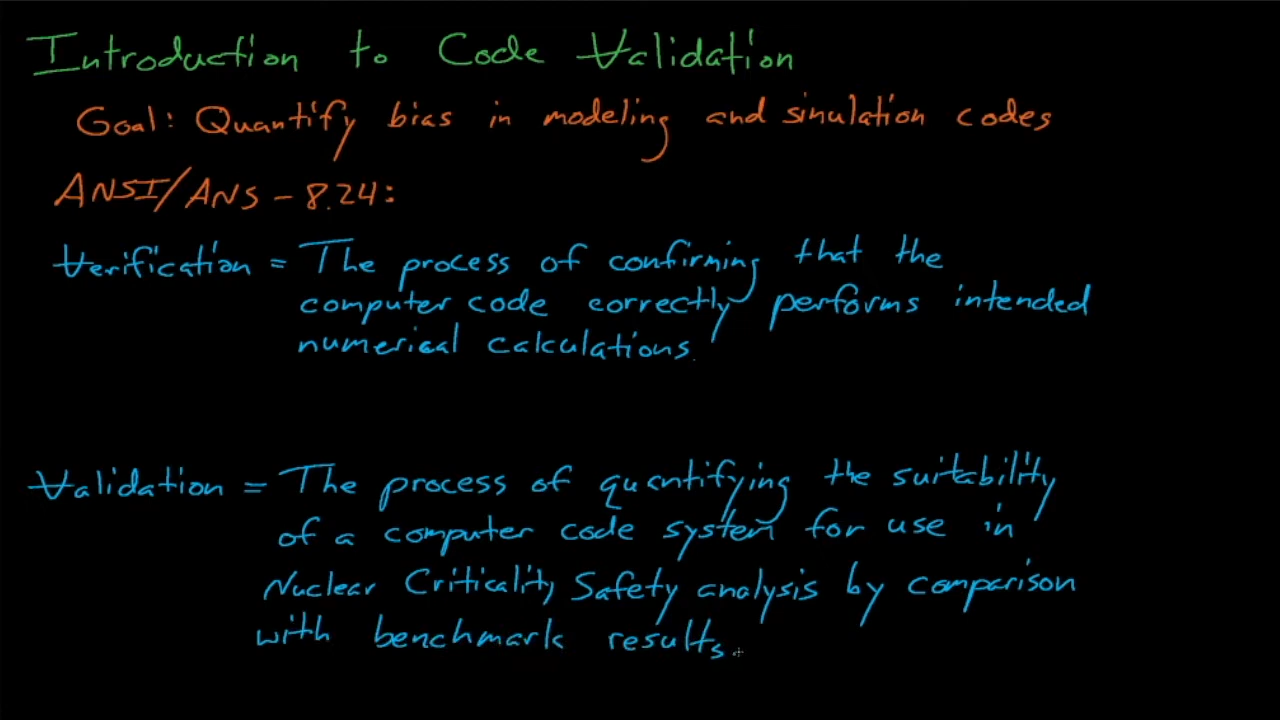 Introduction to Code Validation
Goal: Quantify bias in modeling and simulation codes
ANSI/ANS - 8.24:
Verification = The process of confirming that the
computer code correctly performs intended
numerical calculations.
Validation = The process of quantifying the suitability
of a computer code system for use in
Nuclear Criticality Safety analysis by comparison
with benchmark results.